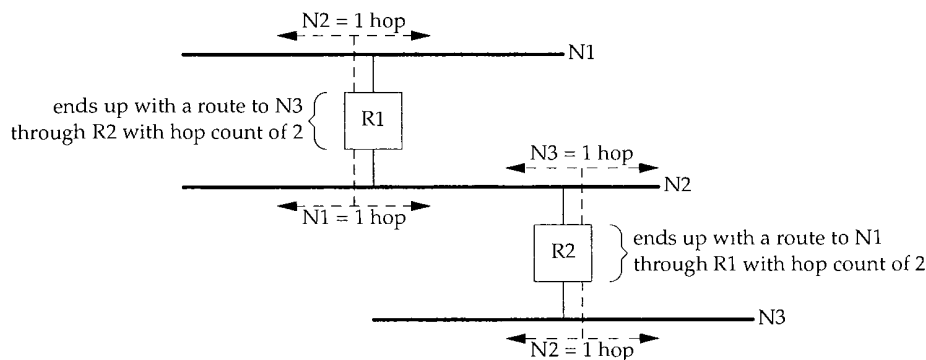 N2 = 1 hop
N1
ends up with a route to N3
through R2 with hop count of 2
R1
N3 = 1 hop
N2
N1 = 1 hop
R2
ends up with a route to N1
through R1 with hop count of 2
N3
N2 = 1 hop